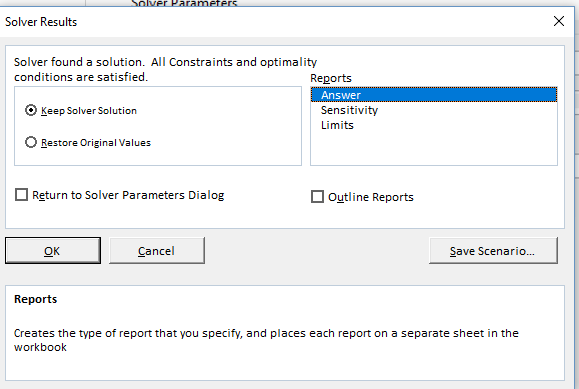 Solver Parameters
Solver Results
Solver found a solution. All Constraints and optimality
conditions are satisfied.
Reports
Keep Solver Solution
Restore Original Values
Answer
Sensitivity
Limits
Return to Solver Parameters Dialog
Outline Reports
OK
Cancel
Save Scenario...
Reports
Creates the type of report that you specify, and places each report on a separate sheet in the
workbook